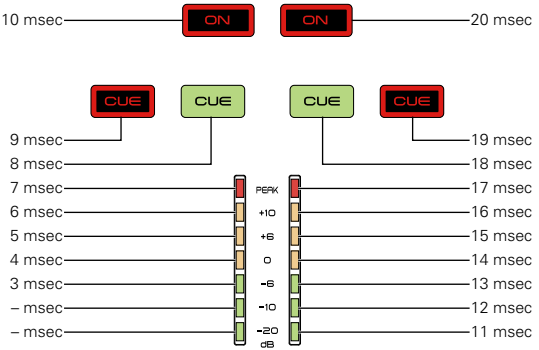 10 msec ON ON 20 msec
CUE CUE CUE CUE
9 msec 19 msec
8 msec 18 msec
7 msec PEAK 17 msec
6 msec +10 16 msec
5 msec +6 15 msec
4 msec 0 14 msec
3 msec -6 13 msec
– msec -10 12 msec
– msec -20 11 msec
dB